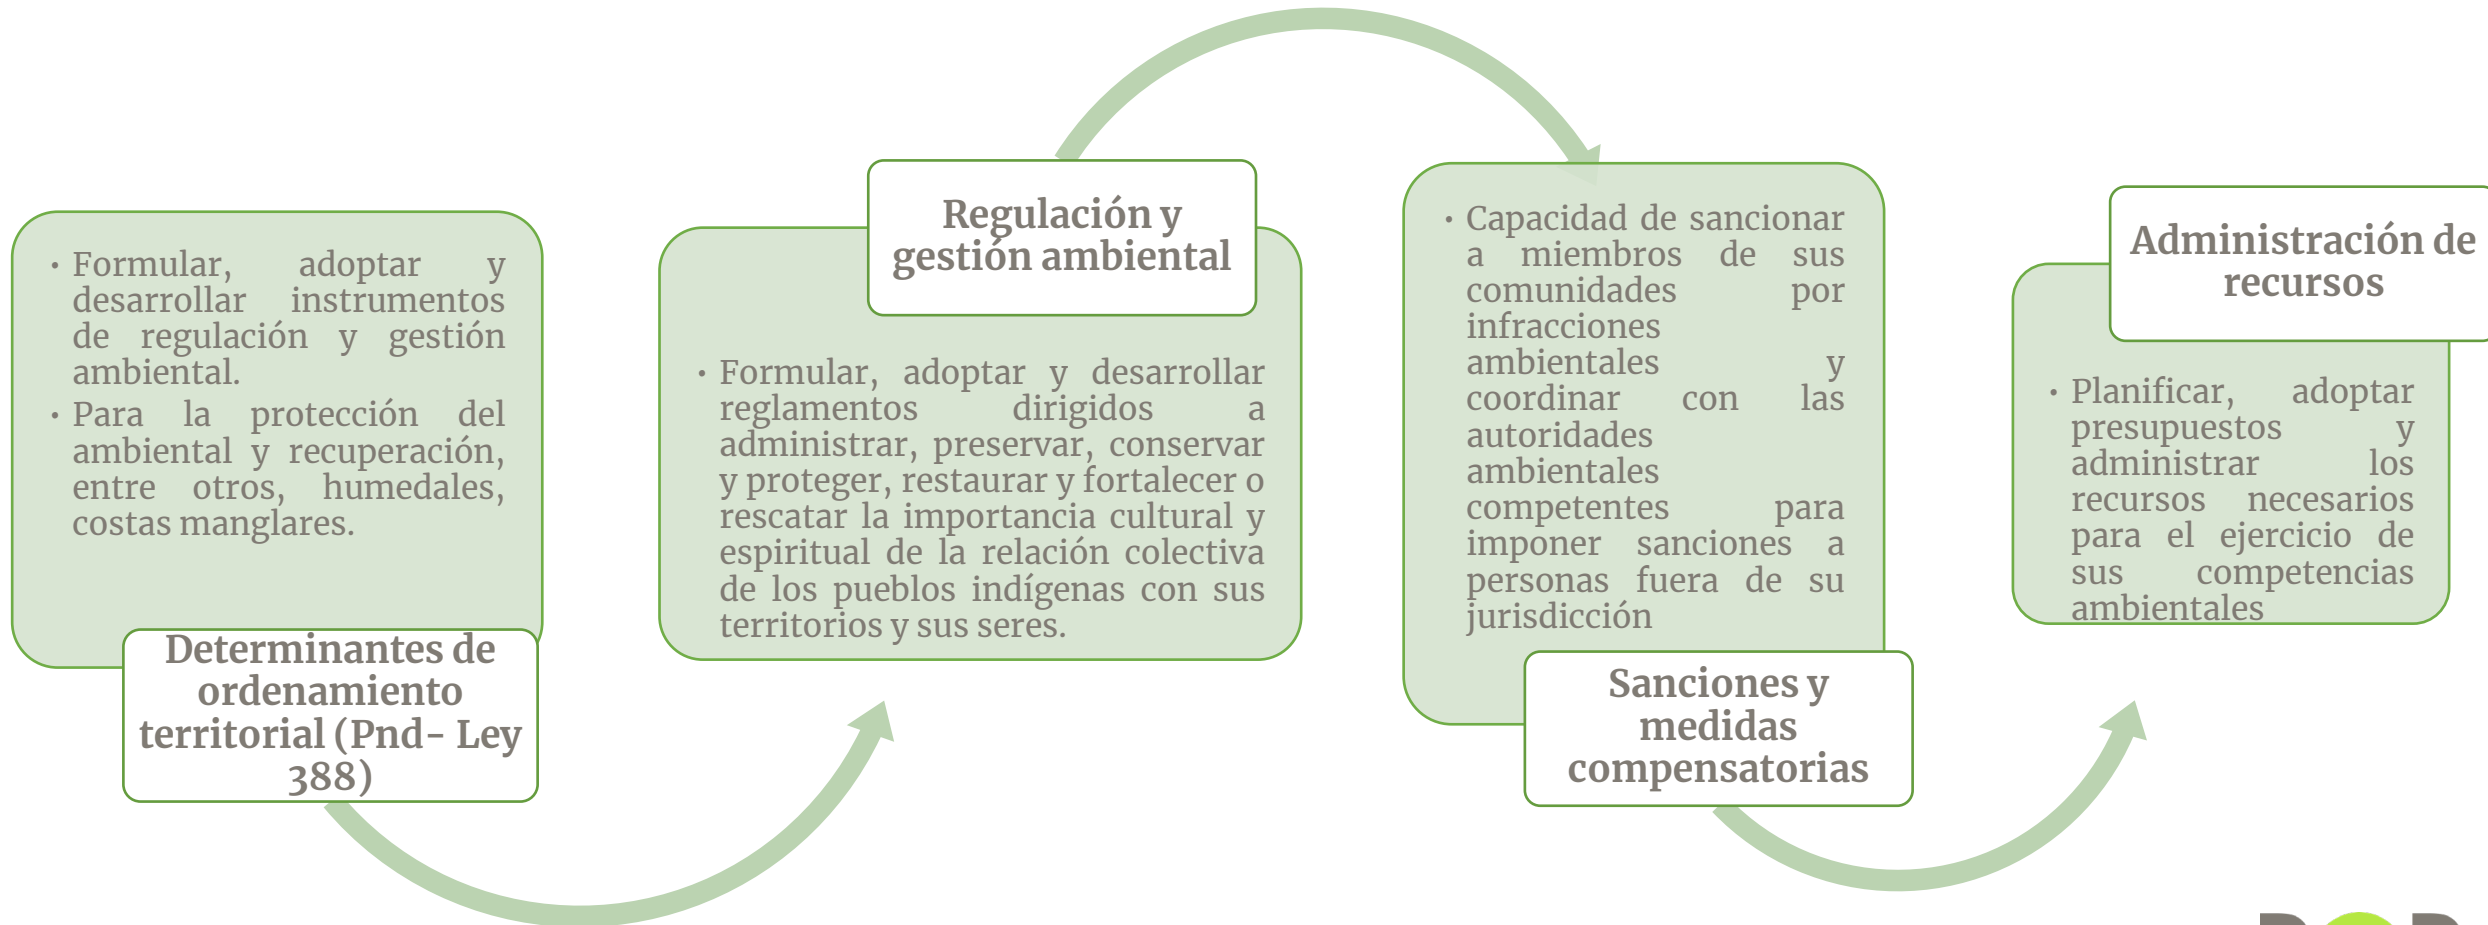 · Formular, adoptar y
desarrollar instrumentos
de regulación y gestión
ambiental.
· Para la protección del
ambiental y recuperación,
entre otros, humedales,
costas manglares.
Determinantes de
ordenamiento
territorial (Pnd- Ley
388)
Regulación y
gestión ambiental
· Formular, adoptar y desarrollar
reglamentos dirigidos a
administrar, preservar, conservar
y proteger, restaurar y fortalecer o
rescatar la importancia cultural y
espiritual de la relación colectiva
de los pueblos indígenas con sus
territorios y sus seres.
· Capacidad de sancionar
a miembros de sus
comunidades por
infracciones
ambientales y
coordinar con las
autoridades
ambientales
competentes para
imponer sanciones a
personas fuera de su
jurisdicción
Sanciones y
medidas
compensatorias
Administración de
recursos
· Planificar, adoptar
presupuestos y
administrar los
recursos necesarios
para el ejercicio de
sus competencias
ambientales